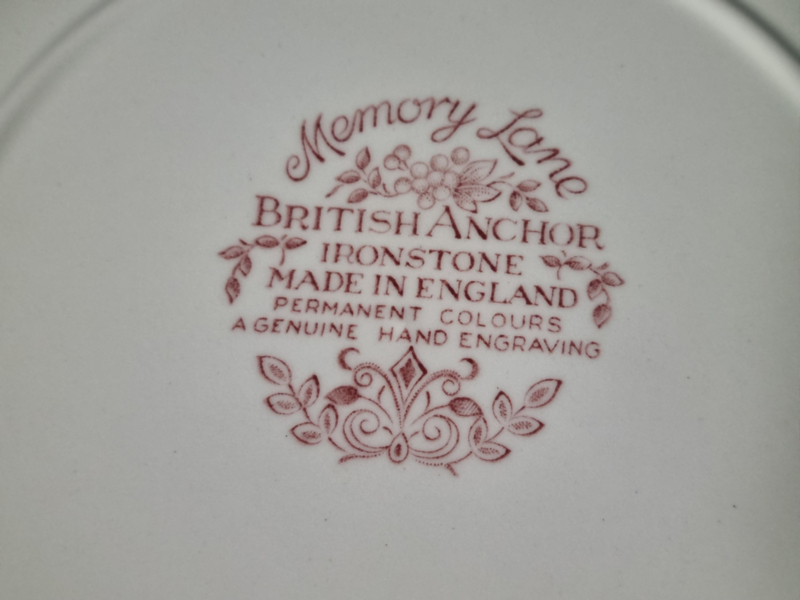 Memory Lane
BRITISH ANCHOR
IRONSTONE
MADE IN ENGLAND
PERMANENT COLOURS
A GENUINE HAND ENGRAVING